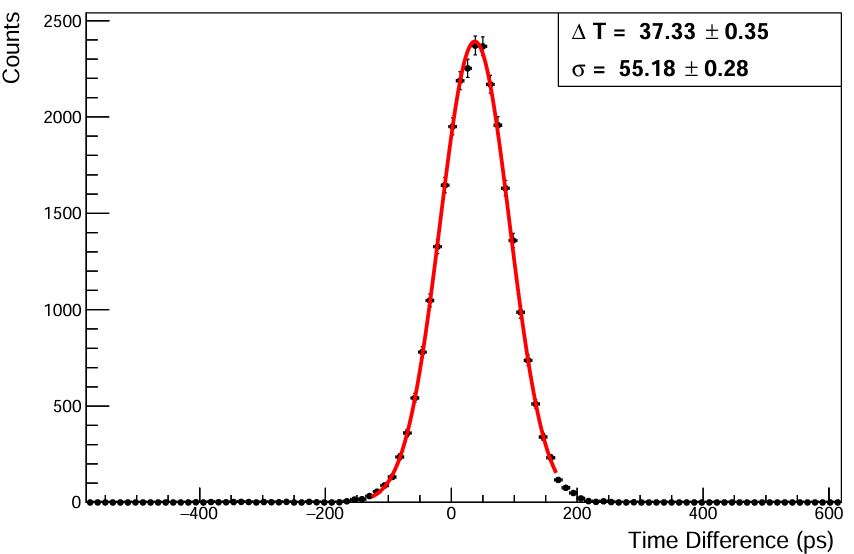 Counts
2500
2000
1500
1000
500
0
Δ T = 37.33 ± 0.35
σ = 55.18 ± 0.28
−400 −200 0 200 400 600
Time Difference (ps)